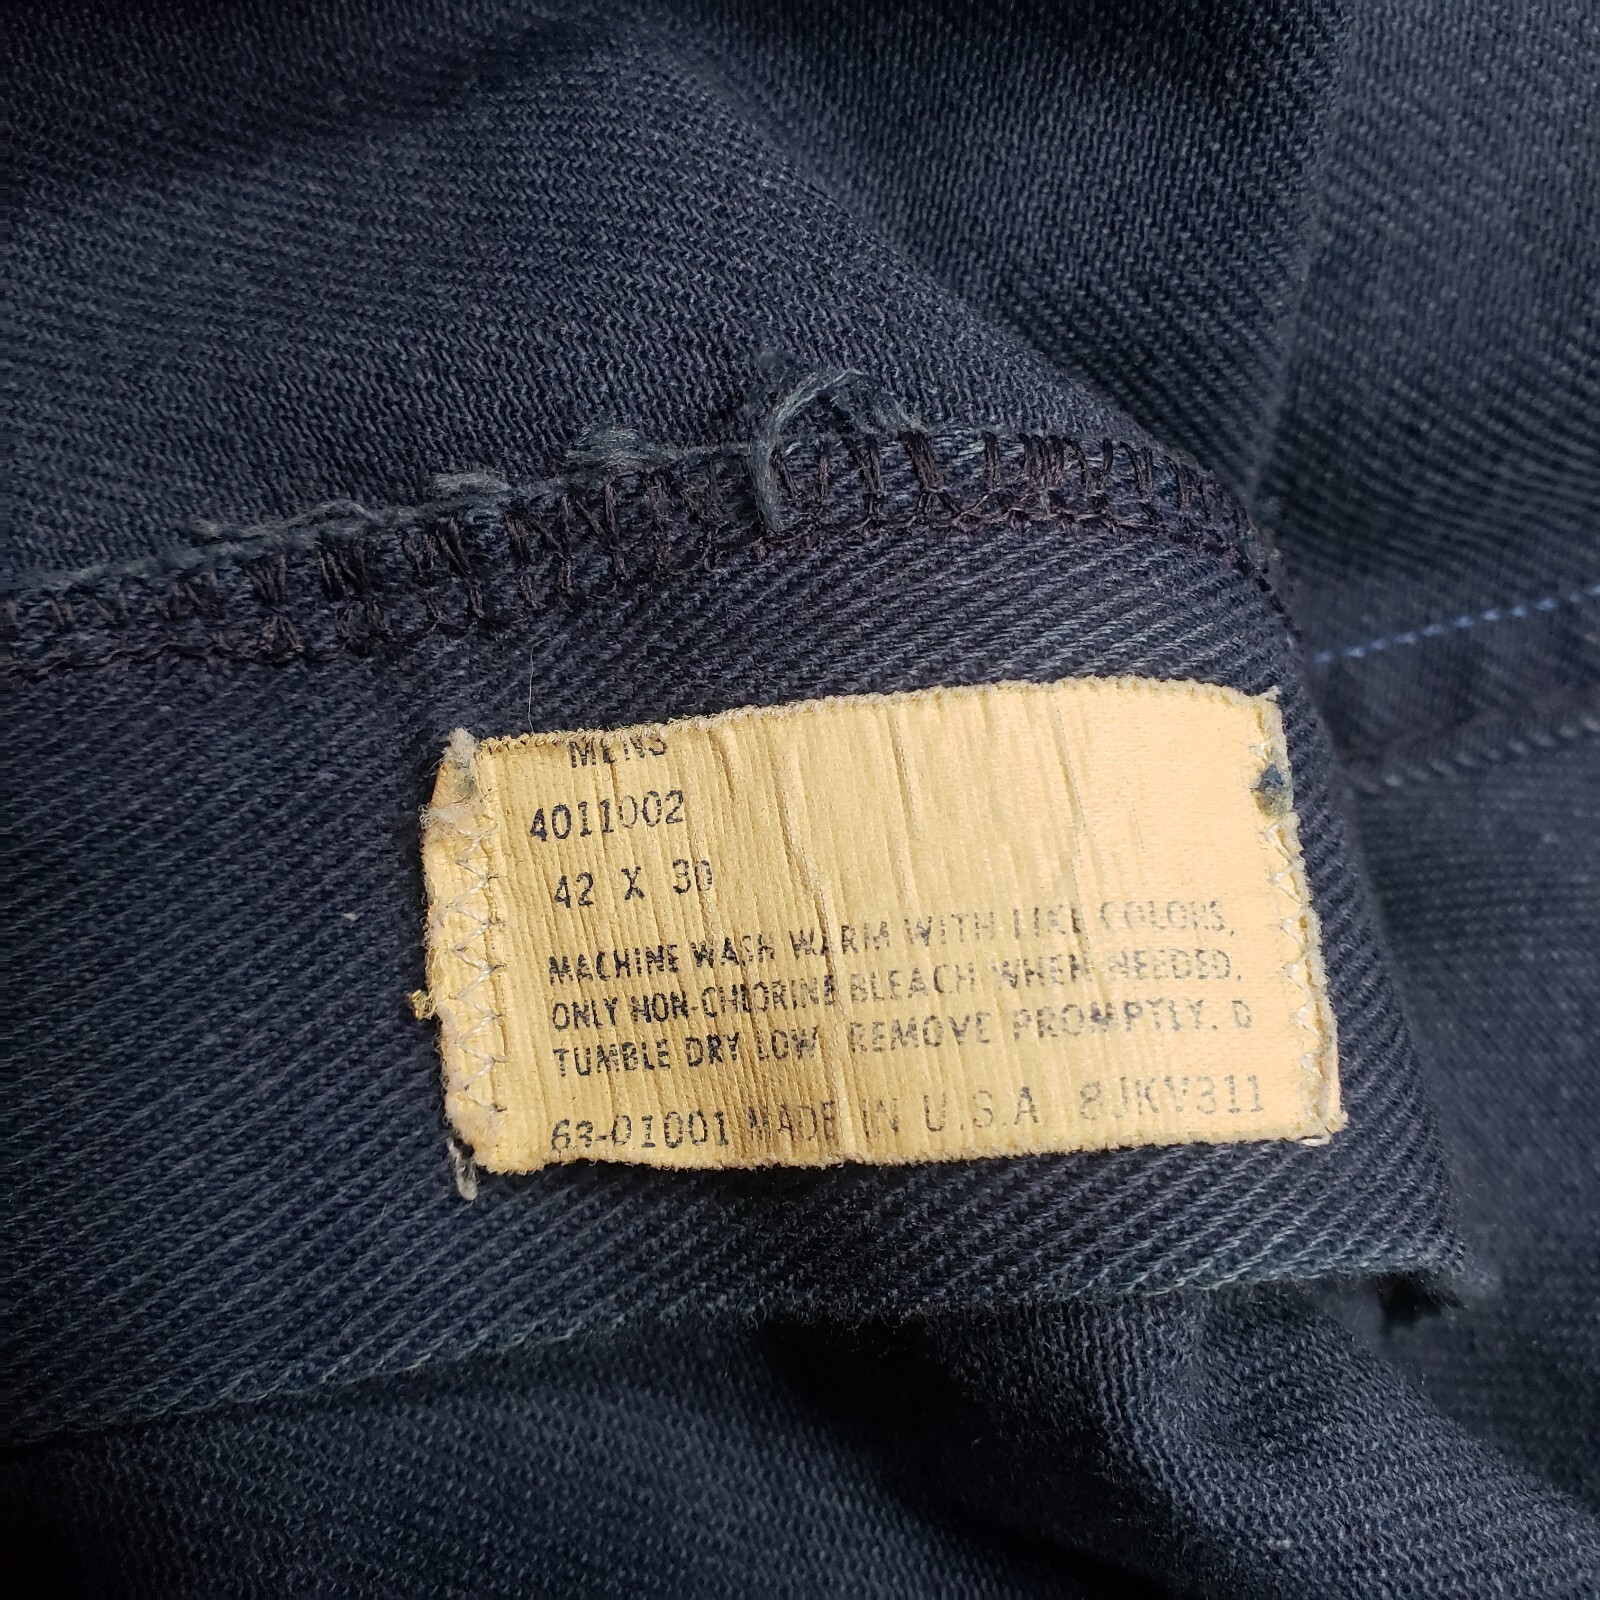 MENS
4011002
42 X 30
MACHINE WASH WARM WITH LIKE COLORS,
ONLY NON-CHLORINE BLEACH WHEN NEEDED,
TUMBLE DRY LOW REMOVE PROMPTLY. D
63-01001 MADE IN U.S.A 8JKV311